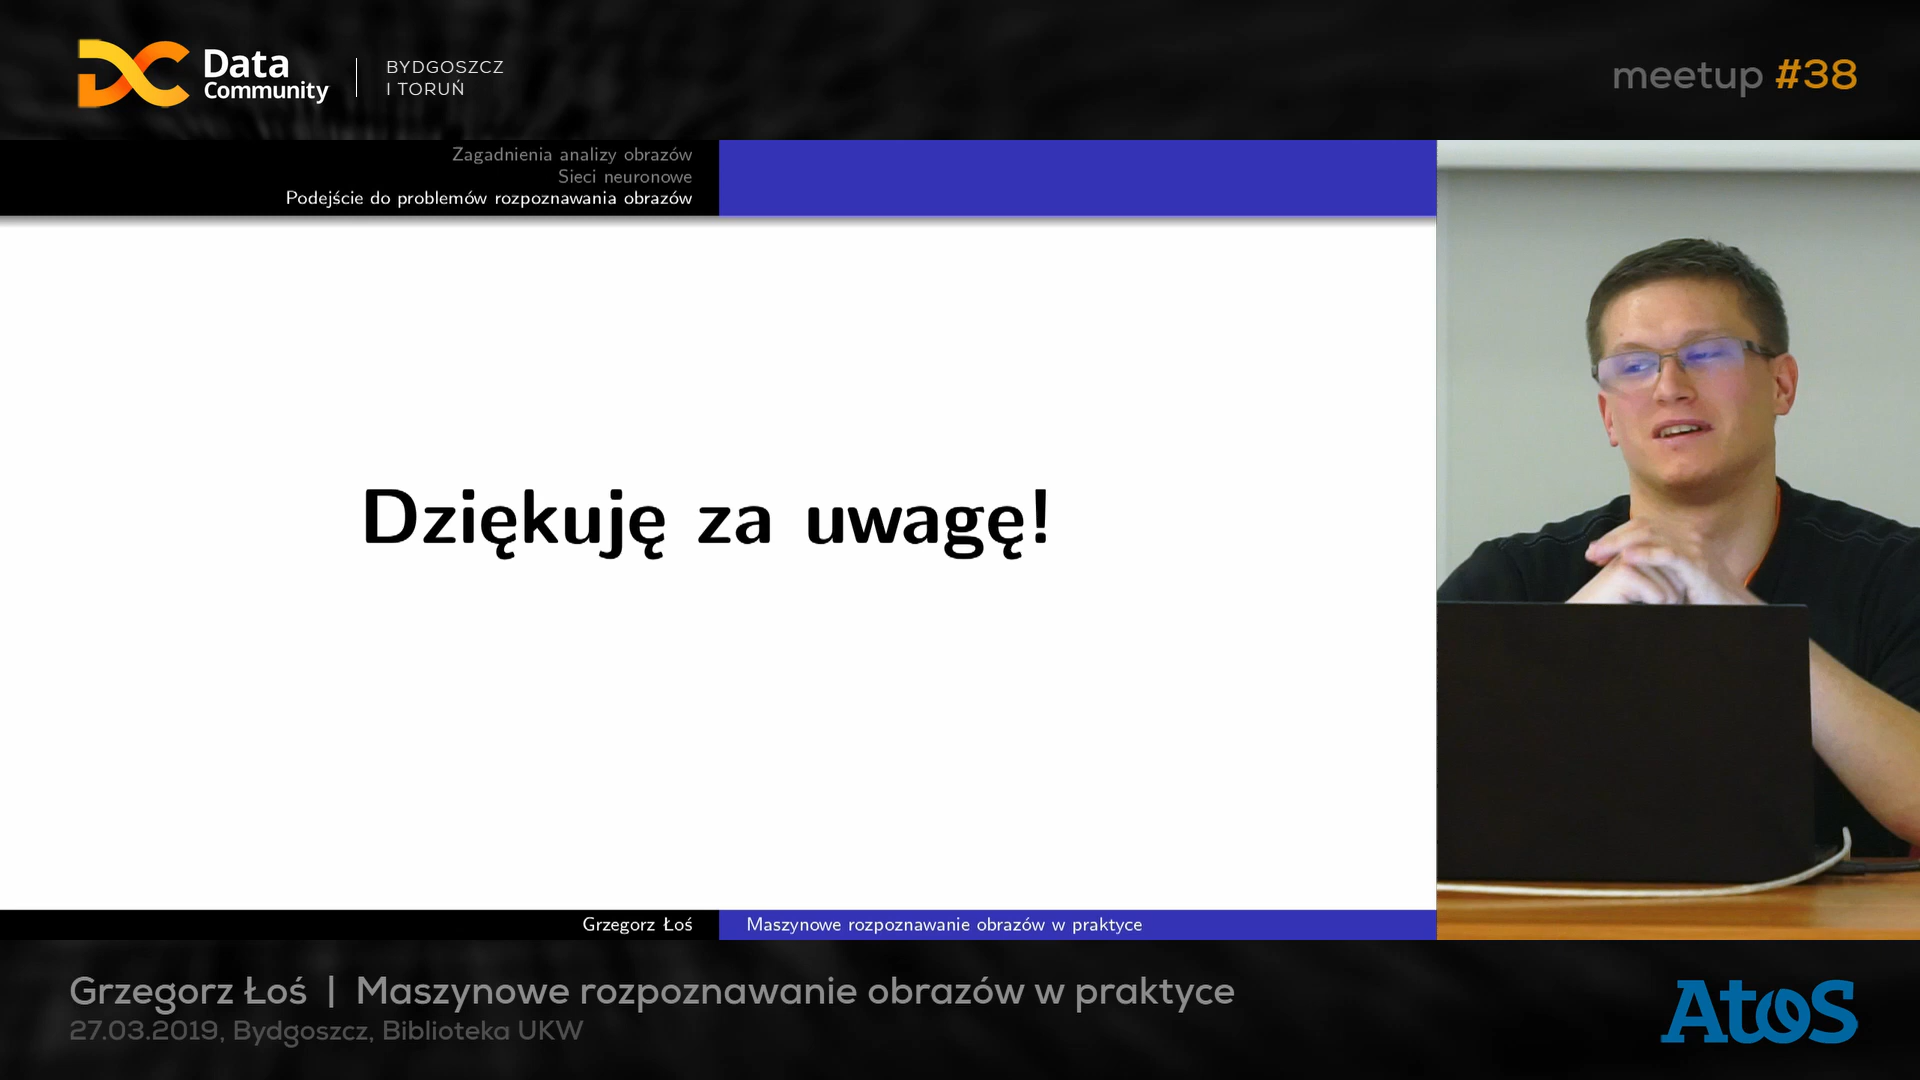 Data
Community
BYDGOSZCZ
I TORUŃ
meetup #38
Zagadnienia analizy obrazów
Sieci neuronowe
Podejście do problemów rozpoznawania obrazów
Dziękuję za uwagę!
Grzegorz Łoś
Maszynowe rozpoznawanie obrazów w praktyce
Grzegorz Łoś | Maszynowe rozpoznawanie obrazów w praktyce
27.03.2019, Bydgoszcz, Biblioteka UKW
Atos